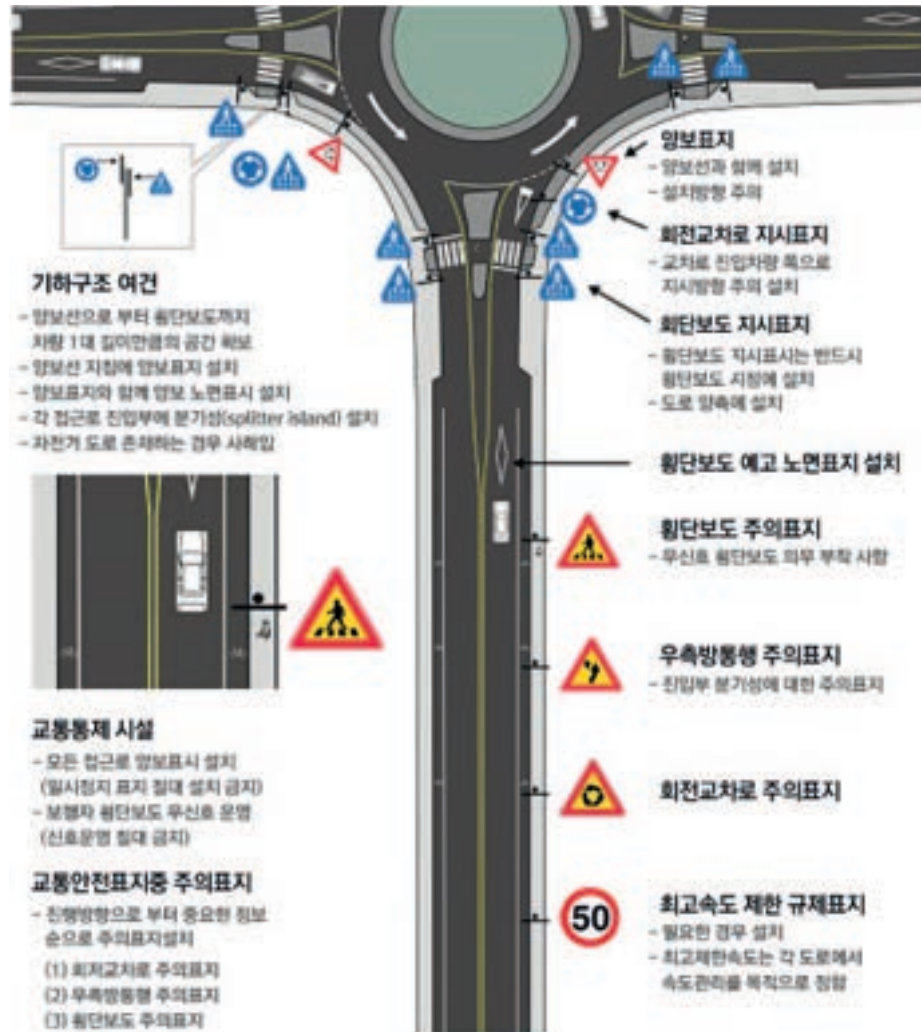 양보표지
- 양보선과 함께 설치
- 설치방향 주의
회전교차로 지시표지
- 교차로 진입차량 쪽으로
지시방향 주의 설치
횡단보도 지시표지
- 횡단보도 지시표시는 반드시
횡단보도 지점에 설치
- 도로 양측에 설치
기하구조 여건
- 양보선으로 부터 횡단보도까지
차량 1대 길이만큼의 공간 확보
- 양보선 지점에 양보표지 설치
- 양보표지와 함께 양보 노면표시 설치
- 각 접근로 진입부에 분기섬(splitter island) 설치
- 자전거 도로 존재하는 경우 사례임
횡단보도 예고 노면표지 설치
횡단보도 주의표지
- 무신호 횡단보도 의무 부착 사항
우측방통행 주의표지
- 진입부 분기섬에 대한 주의표지
교통통제 시설
- 모든 접근로 양보표시 설치
(일시정지 표지 절대 설치 금지)
- 보행자 횡단보도 무신호 운영
(신호운영 절대 금지)
회전교차로 주의표지
교통안전표지중 주의표지
- 진행방향으로 부터 중요한 정보
순으로 주의표지설치
(1) 회저교차로 주의표지
(2) 우측방통행 주의표지
(3) 횡단보도 주의표지
50
최고속도 제한 규제표지
- 필요한 경우 설치
- 최고제한속도는 각 도로에서
속도관리를 목적으로 정함